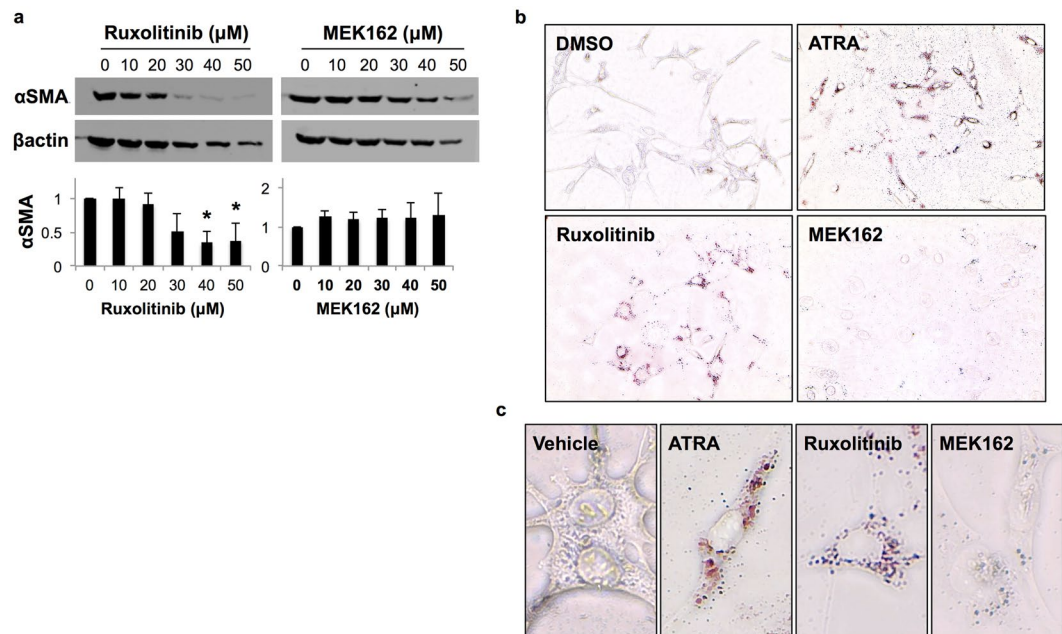 a
Ruxolitinib (µM)
MEK162 (µM)
0 10 20 30 40 50
0 10 20 30 40 50
αSMA
βactin
αSMA
1
0.5
0
* *
0 10 20 30 40 50
Ruxolitinib (µM)
2
1
0
0 10 20 30 40 50
MEK162 (µM)
b
DMSO
ATRA
Ruxolitinib
MEK162
c
Vehicle
ATRA
Ruxolitinib
MEK162